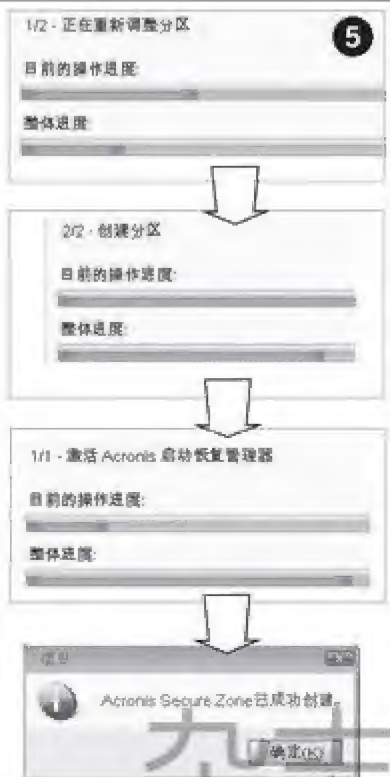 1/2 - 正在重新调整分区
5
目前的操作进度:
整体进度:
2/2 - 创建分区
目前的操作进度:
整体进度:
1/1 - 激活 Acronis 启动恢复管理器
目前的操作进度:
整体进度:
Acronis Secure Zone已成功创建。
确定(K)